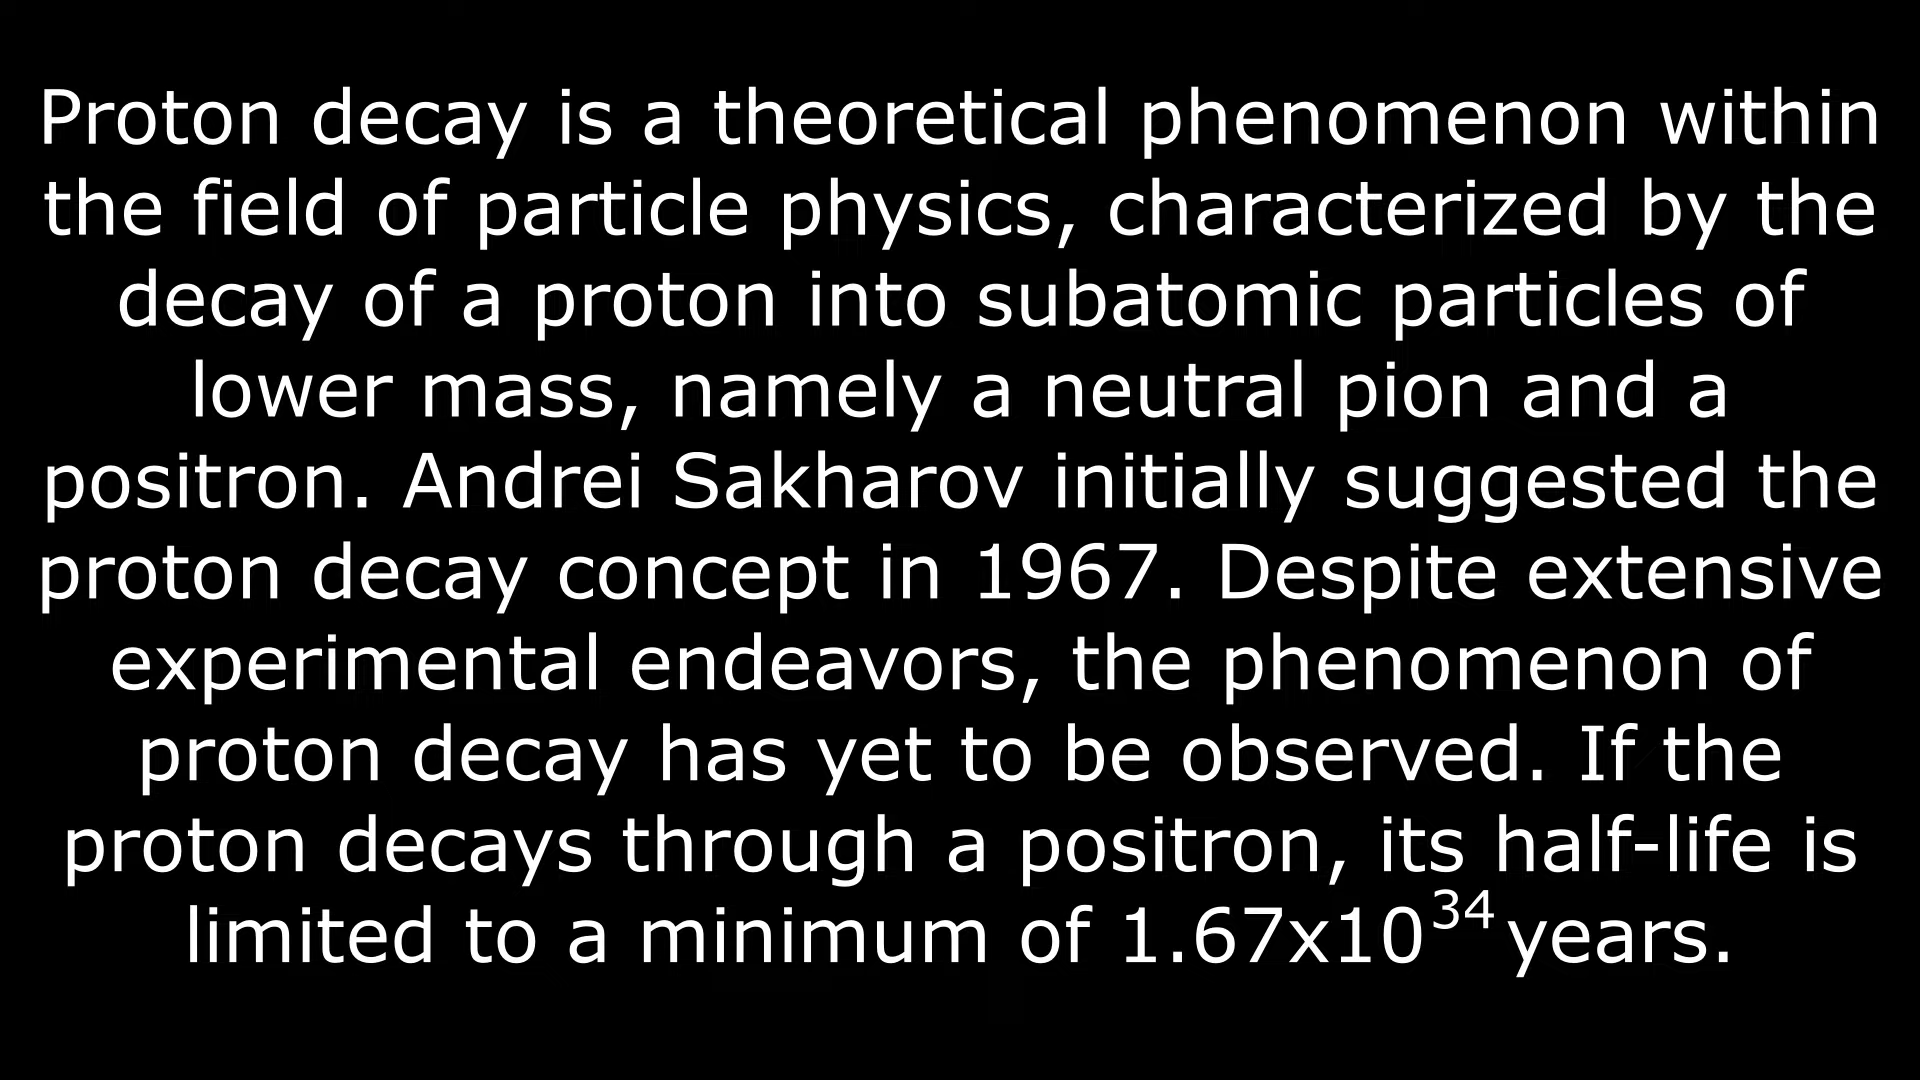 Proton decay is a theoretical phenomenon within
the field of particle physics, characterized by the
decay of a proton into subatomic particles of
lower mass, namely a neutral pion and a
positron. Andrei Sakharov initially suggested the
proton decay concept in 1967. Despite extensive
experimental endeavors, the phenomenon of
proton decay has yet to be observed. If the
proton decays through a positron, its half-life is
limited to a minimum of 1.67x10³⁴ years.